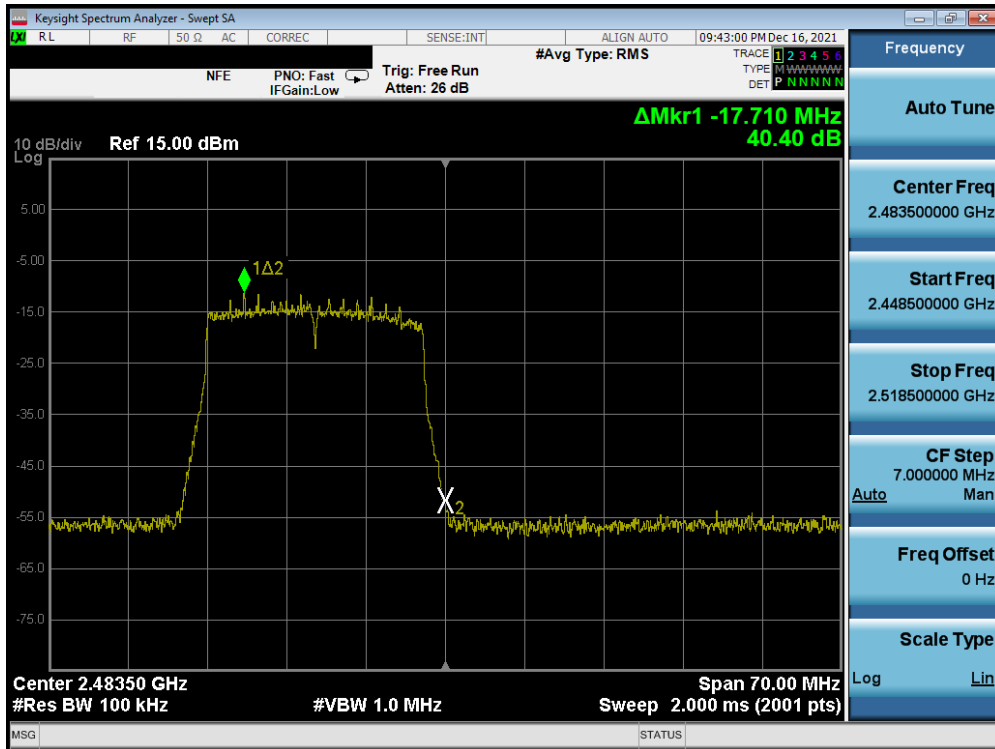 Keysight Spectrum Analyzer - Swept SA
LXI RL RF 50 Ω AC CORREC SENSE:INT ALIGN AUTO 09:43:00 PM Dec 16, 2021
#Avg Type: RMS TRACE 1 2 3 4 5 6
NFE PNO: Fast Trig: Free Run TYPE M WWWWW
IFGain:Low Atten: 26 dB DET P N N N N N
ΔMkr1 -17.710 MHz
40.40 dB
10 dB/div Ref 15.00 dBm
Log
5.00
-5.00
1Δ2
-15.0
-25.0
-35.0
-45.0
X2
-55.0
-65.0
-75.0
Center 2.48350 GHz Span 70.00 MHz
#Res BW 100 kHz #VBW 1.0 MHz Sweep 2.000 ms (2001 pts)
MSG STATUS
Frequency
Auto Tune
Center Freq
2.483500000 GHz
Start Freq
2.448500000 GHz
Stop Freq
2.518500000 GHz
CF Step
7.000000 MHz
Auto Man
Freq Offset
0 Hz
Scale Type
Log Lin